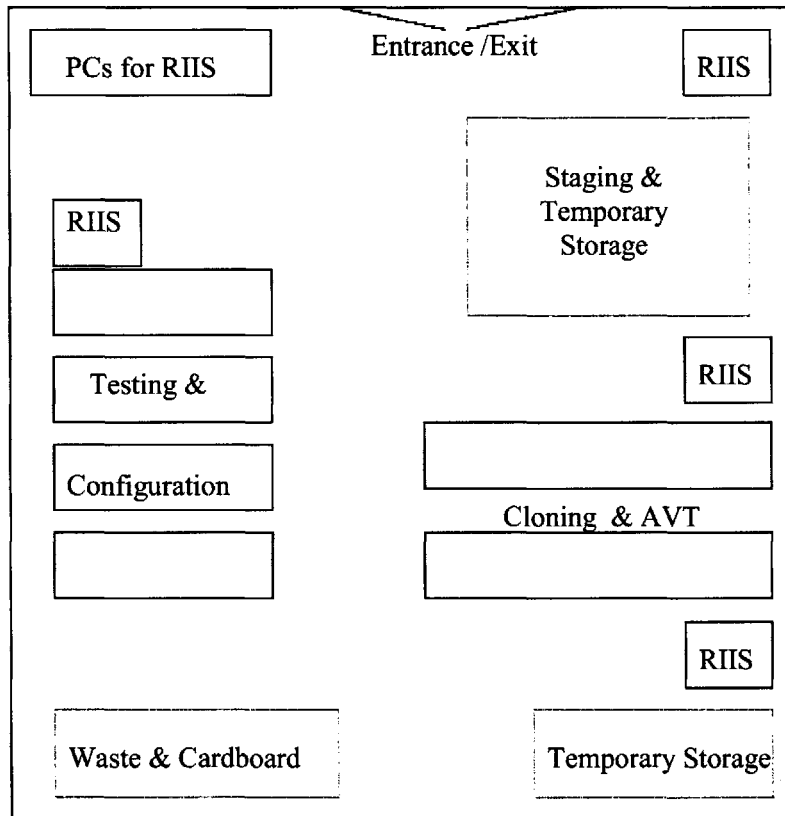 PCs for RIIS
Entrance /Exit
RIIS
Staging &
Temporary
Storage
RIIS
RIIS
Testing &
Configuration
Cloning & AVT
RIIS
Waste & Cardboard
Temporary Storage